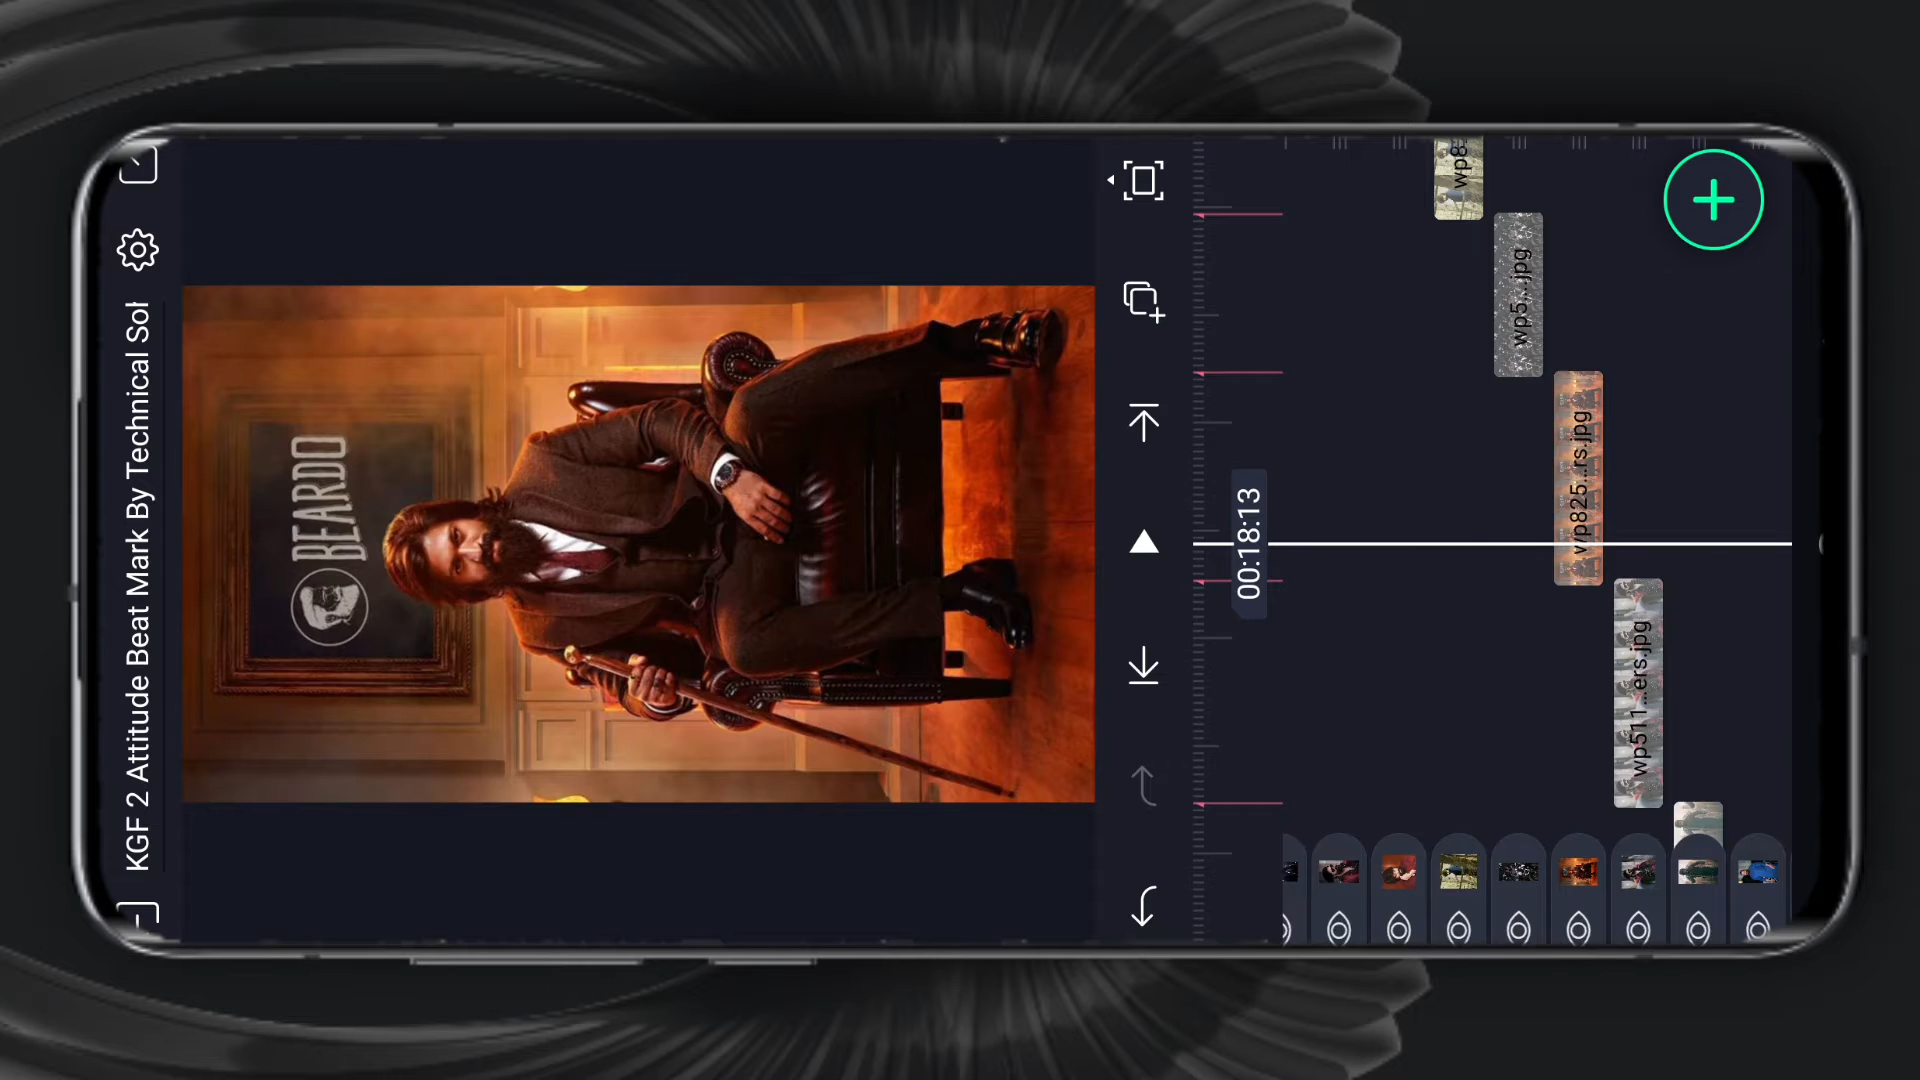 KGF 2 Attitude Beat Mark By Technical Sol
BEARDO
00:18:13
wp8
wp5....jpg
wp825...rs.jpg
wp511...ers.jpg